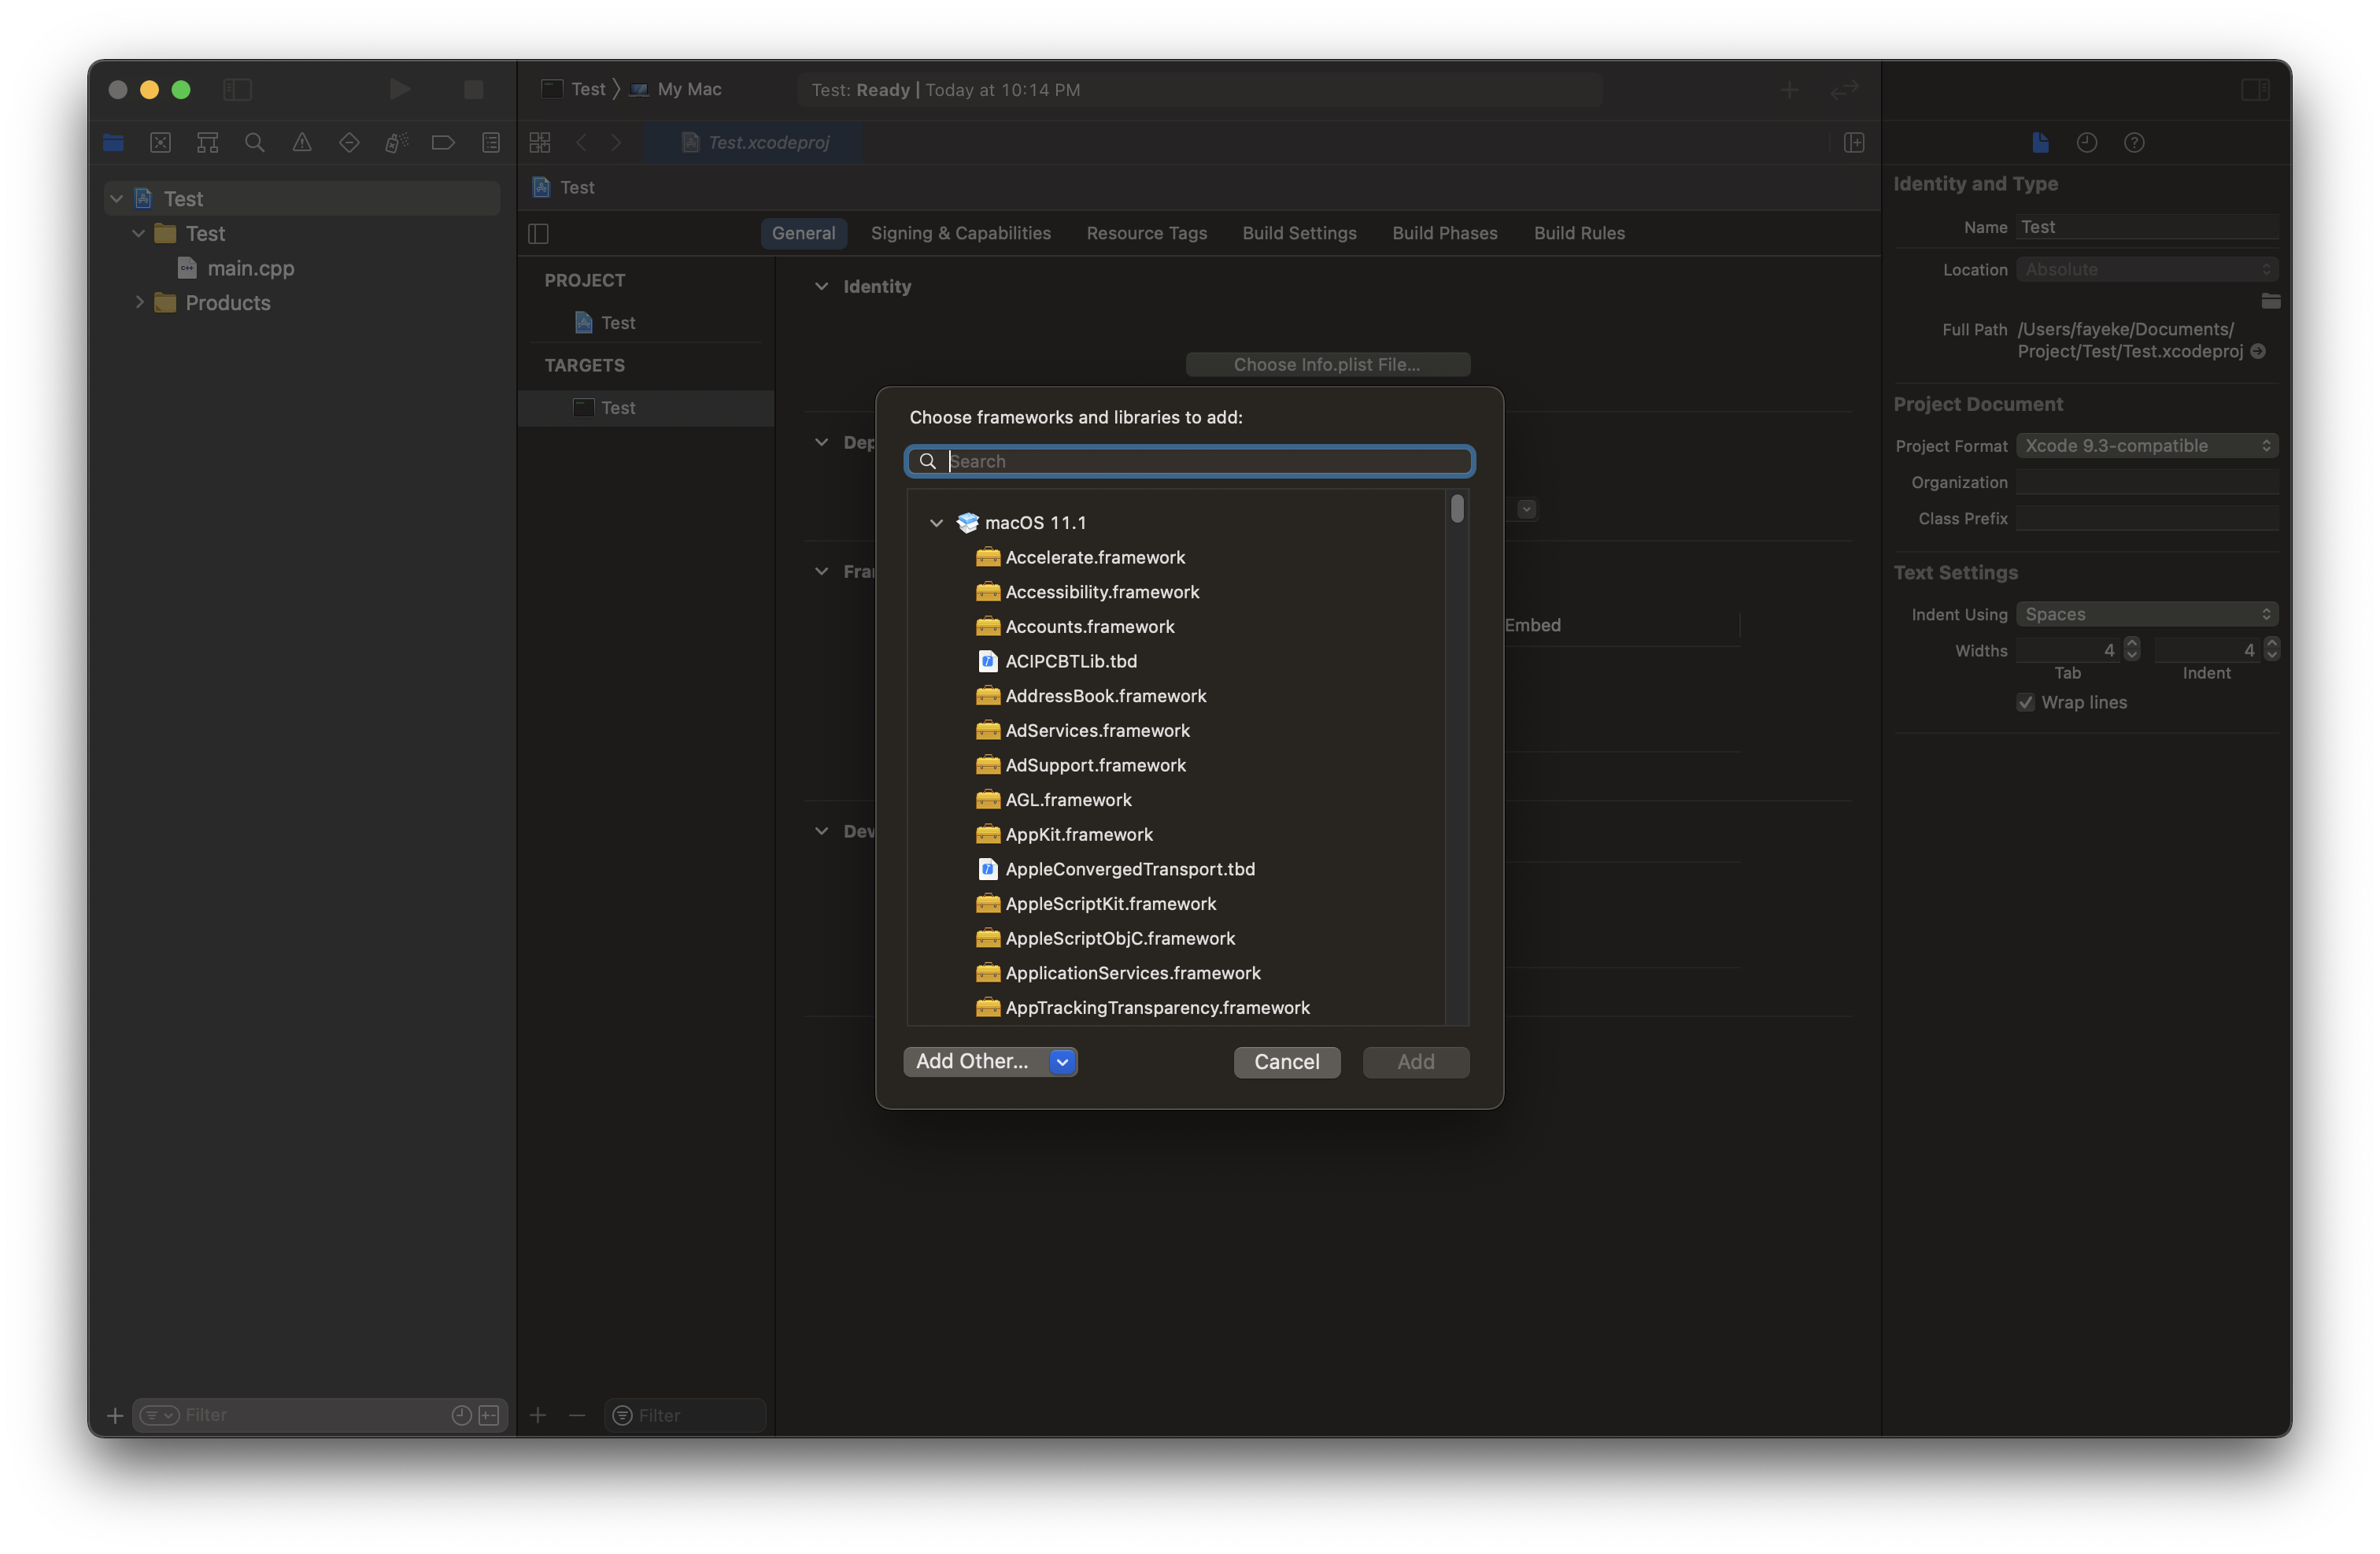 Test 〉 My Mac
Test: Ready | Today at 10:14 PM
Test.xcodeproj
Test
Test
main.cpp
Products
Filter
Test
General
Signing & Capabilities
Resource Tags
Build Settings
Build Phases
Build Rules
PROJECT
Test
TARGETS
Test
Filter
Identity
Choose Info.plist File...
Dep
Fra
Embed
Dev
Choose frameworks and libraries to add:
Search
macOS 11.1
Accelerate.framework
Accessibility.framework
Accounts.framework
ACIPCBTLib.tbd
AddressBook.framework
AdServices.framework
AdSupport.framework
AGL.framework
AppKit.framework
AppleConvergedTransport.tbd
AppleScriptKit.framework
AppleScriptObjC.framework
ApplicationServices.framework
AppTrackingTransparency.framework
Add Other...
Cancel
Add
Identity and Type
Name Test
Location Absolute
Full Path /Users/fayeke/Documents/
Project/Test/Test.xcodeproj
Project Document
Project Format Xcode 9.3-compatible
Organization
Class Prefix
Text Settings
Indent Using Spaces
Widths 4 4
Tab Indent
Wrap lines